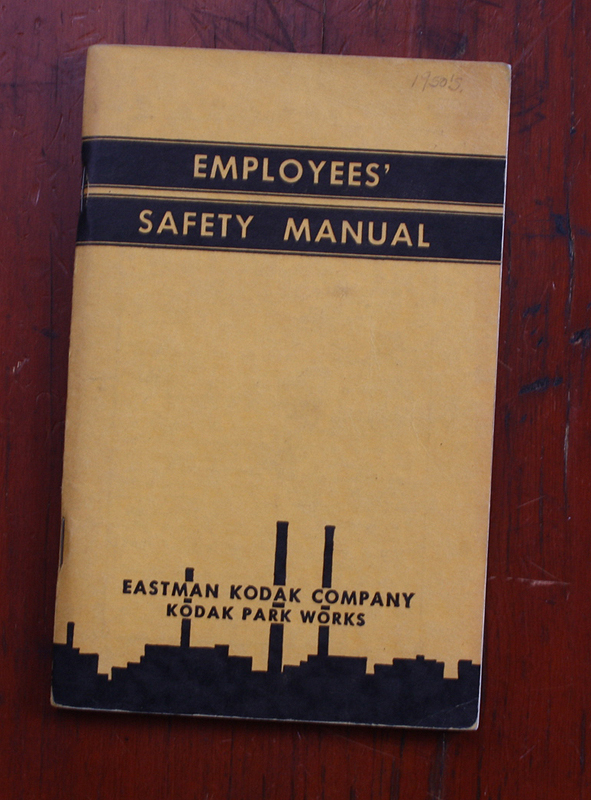 1950's.
EMPLOYEES'
SAFETY MANUAL
EASTMAN KODAK COMPANY
KODAK PARK WORKS